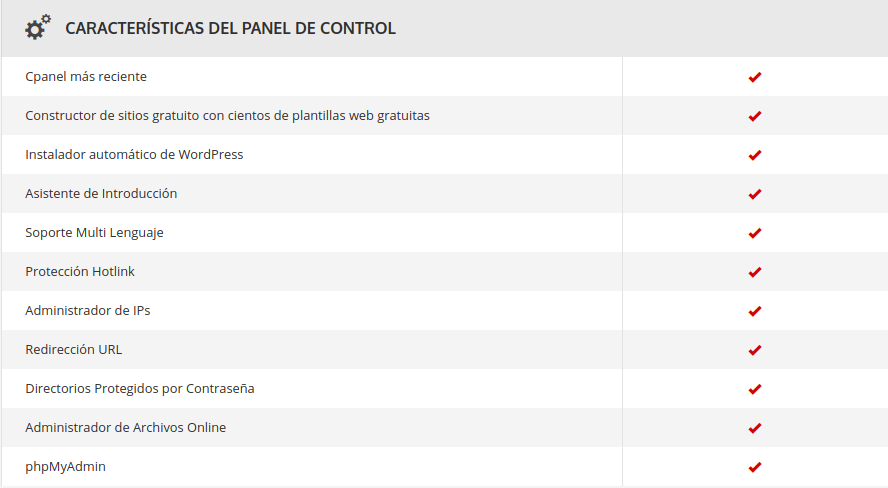 CARACTERÍSTICAS DEL PANEL DE CONTROL
Cpanel más reciente
Constructor de sitios gratuito con cientos de plantillas web gratuitas
Instalador automático de WordPress
Asistente de Introducción
Soporte Multi Lenguaje
Protección Hotlink
Administrador de IPs
Redirección URL
Directorios Protegidos por Contraseña
Administrador de Archivos Online
phpMyAdmin